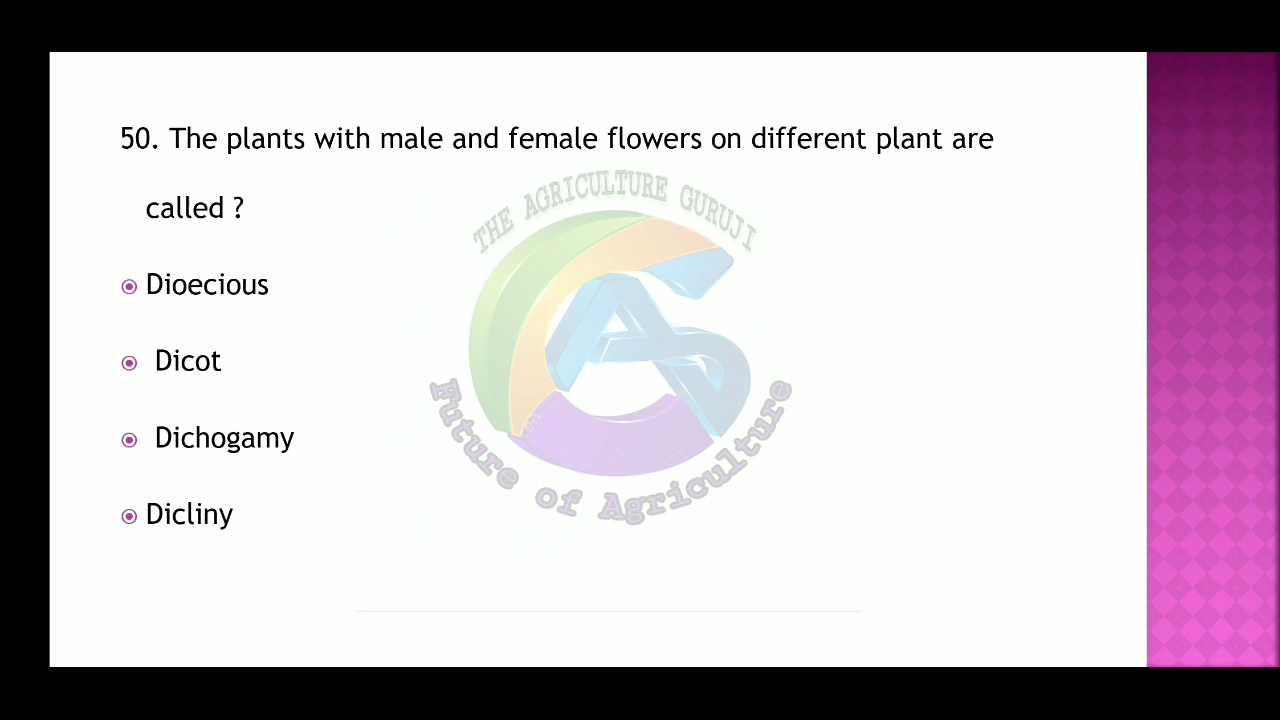 50. The plants with male and female flowers on different plant are
called ?
THE AGRICULTURE GURUJI
Dioecious
Dicot
Dichogamy
Dicliny
Future of Agriculture